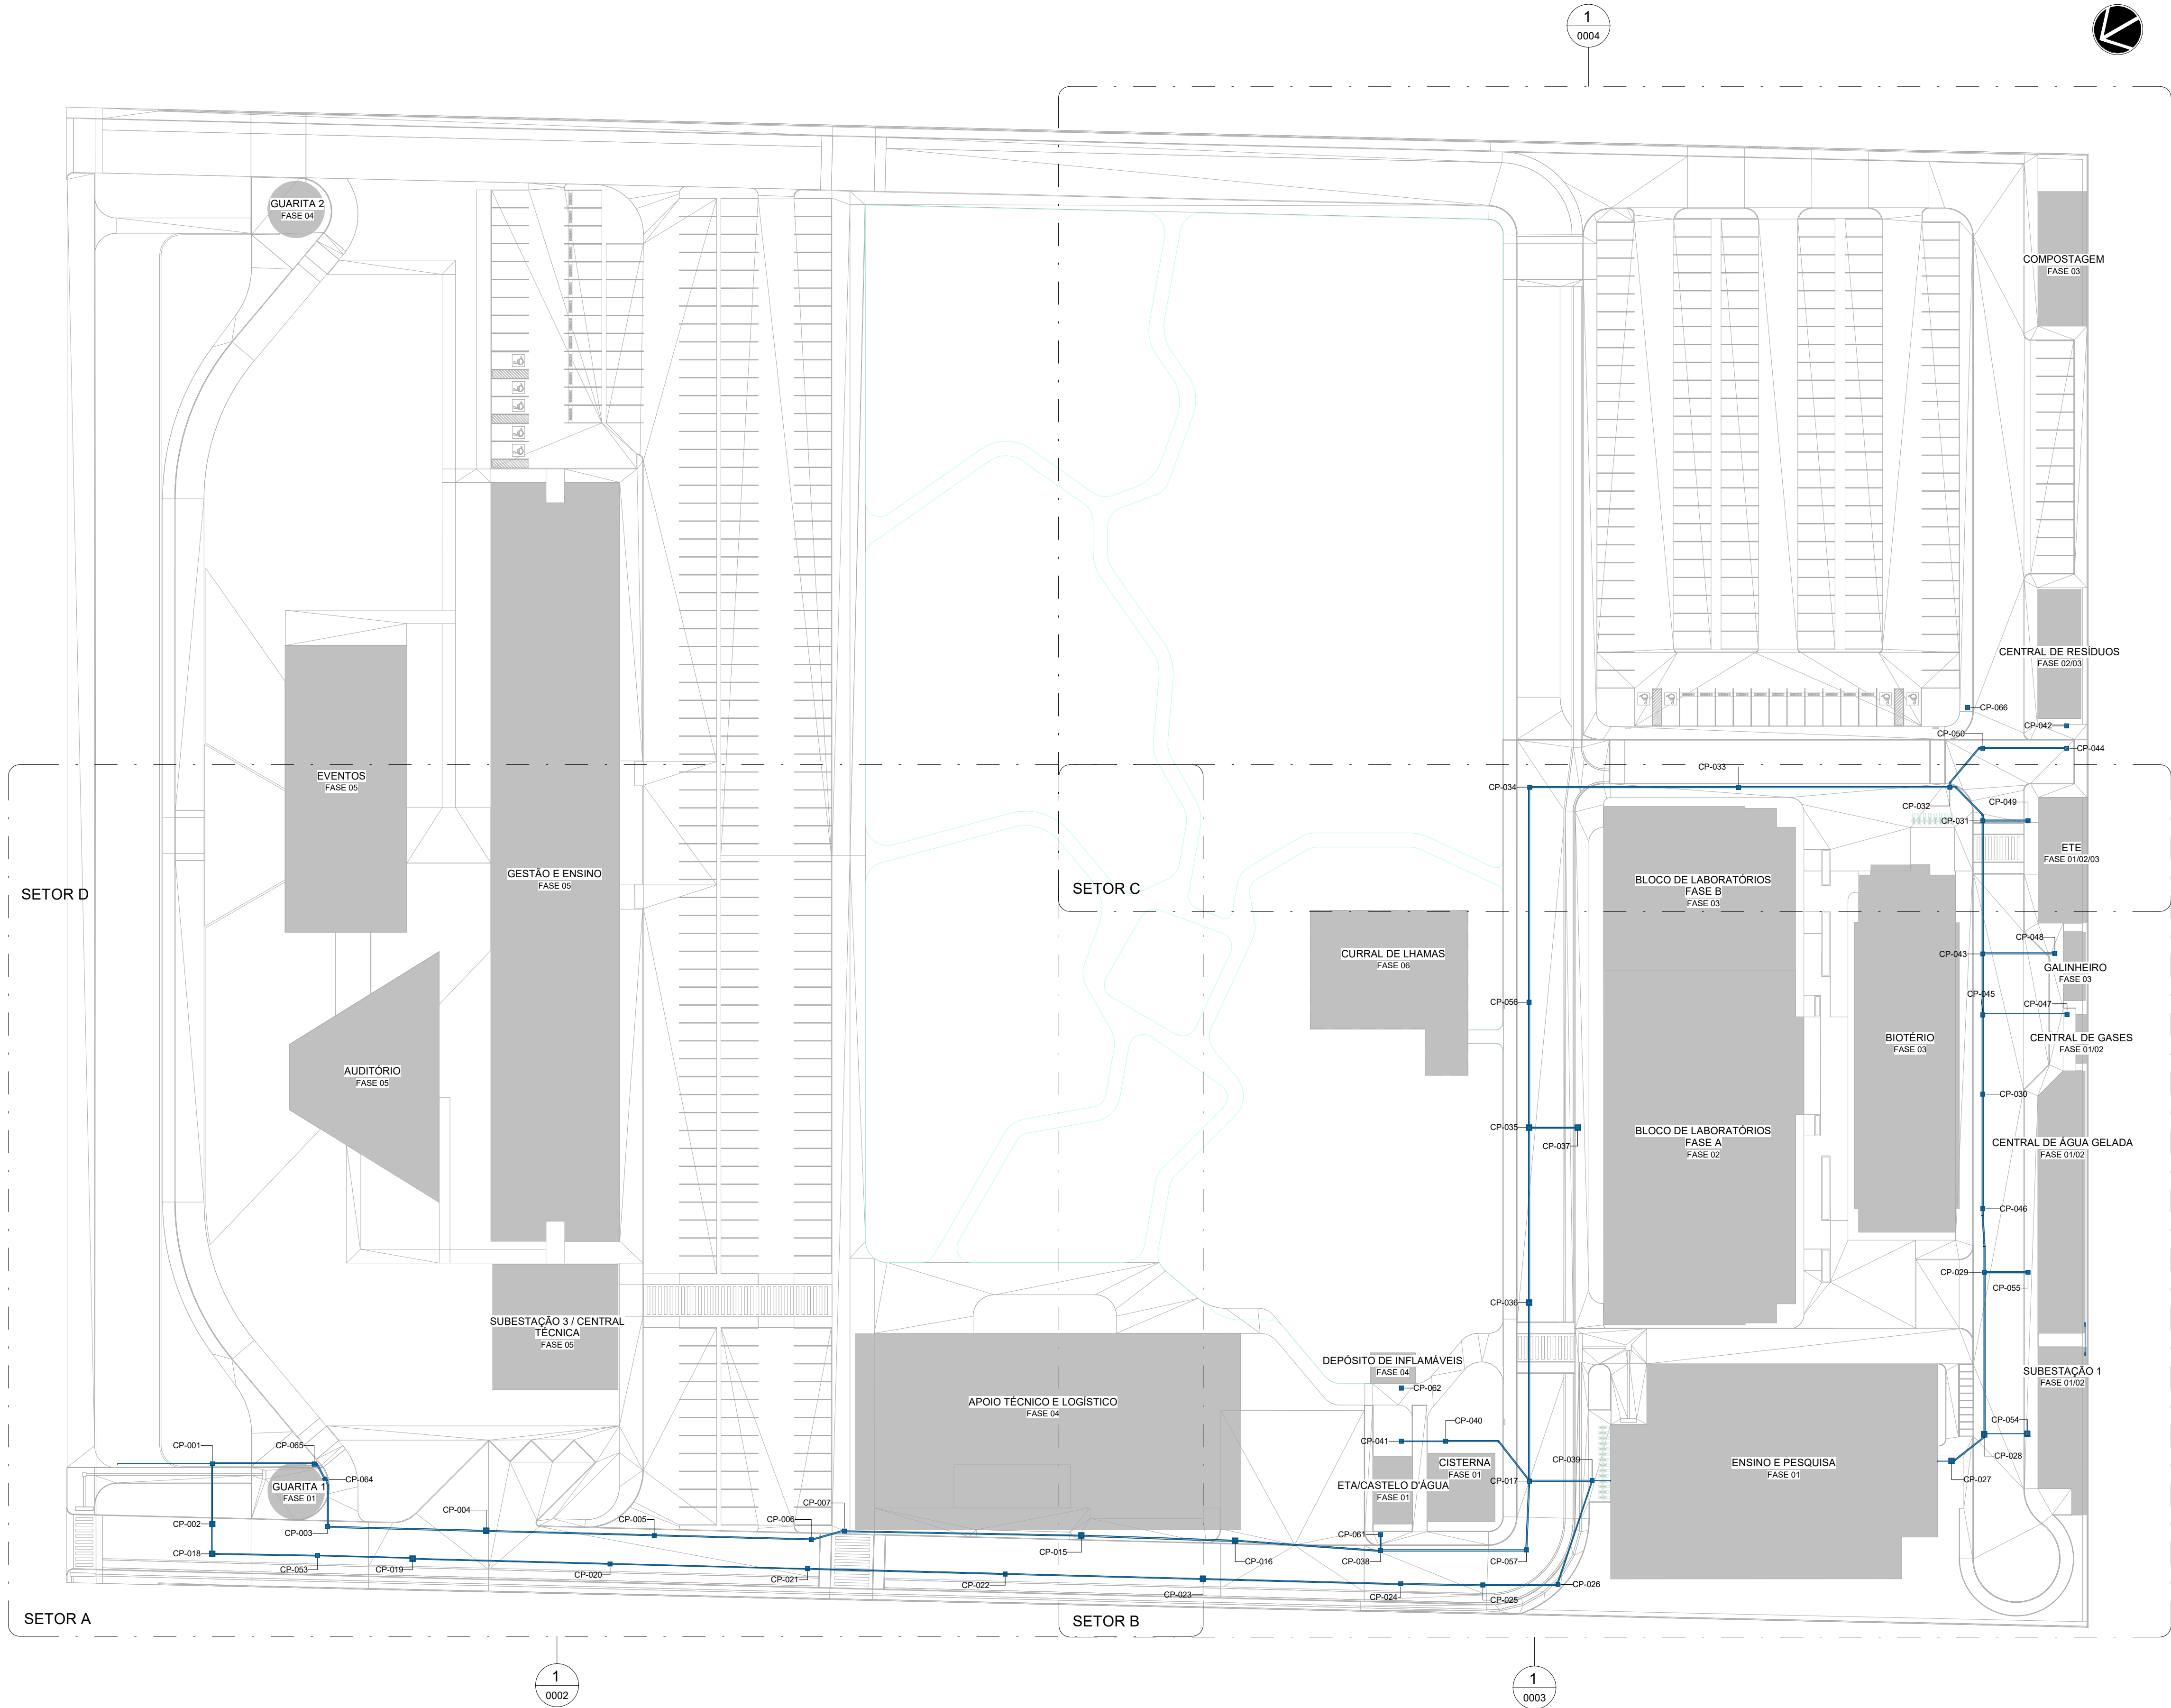 1
0004
GUARITA 2
FASE 04
COMPOSTAGEM
FASE 03
CENTRAL DE RESÍDUOS
FASE 02/03
CP-066
CP-042
CP-050
CP-044
CP-033
EVENTOS
FASE 05
CP-034
CP-032
CP-049
CP-031
ETE
FASE 01/02/03
GESTÃO E ENSINO
FASE 05
BLOCO DE LABORATÓRIOS
FASE B
FASE 03
SETOR D
SETOR C
CP-048
CURRAL DE LHAMAS
FASE 06
CP-043
GALINHEIRO
FASE 03
CP-045
CP-056
CP-047
BIOTÉRIO
FASE 03
CENTRAL DE GASES
FASE 01/02
AUDITÓRIO
FASE 05
CP-030
CP-035
CP-037
BLOCO DE LABORATÓRIOS
FASE A
FASE 02
CENTRAL DE ÁGUA GELADA
FASE 01/02
CP-046
CP-029
CP-055
CP-036
SUBESTAÇÃO 3 / CENTRAL
TÉCNICA
FASE 05
DEPÓSITO DE INFLAMÁVEIS
FASE 04
CP-062
SUBESTAÇÃO 1
FASE 01/02
APOIO TÉCNICO E LOGÍSTICO
FASE 04
CP-040
CP-041
CP-054
CP-028
CP-001
CP-065
CP-064
CP-039
CISTERNA
FASE 01
ENSINO E PESQUISA
FASE 01
CP-027
CP-017
GUARITA 1
FASE 01
ETA/CASTELO D'ÁGUA
FASE 01
CP-007
CP-004
CP-002
CP-003
CP-005
CP-006
CP-061
CP-015
CP-016
CP-038
CP-057
CP-018
CP-053
CP-019
CP-020
CP-021
CP-022
CP-023
CP-024
CP-025
CP-026
SETOR A
SETOR B
1
0002
1
0003